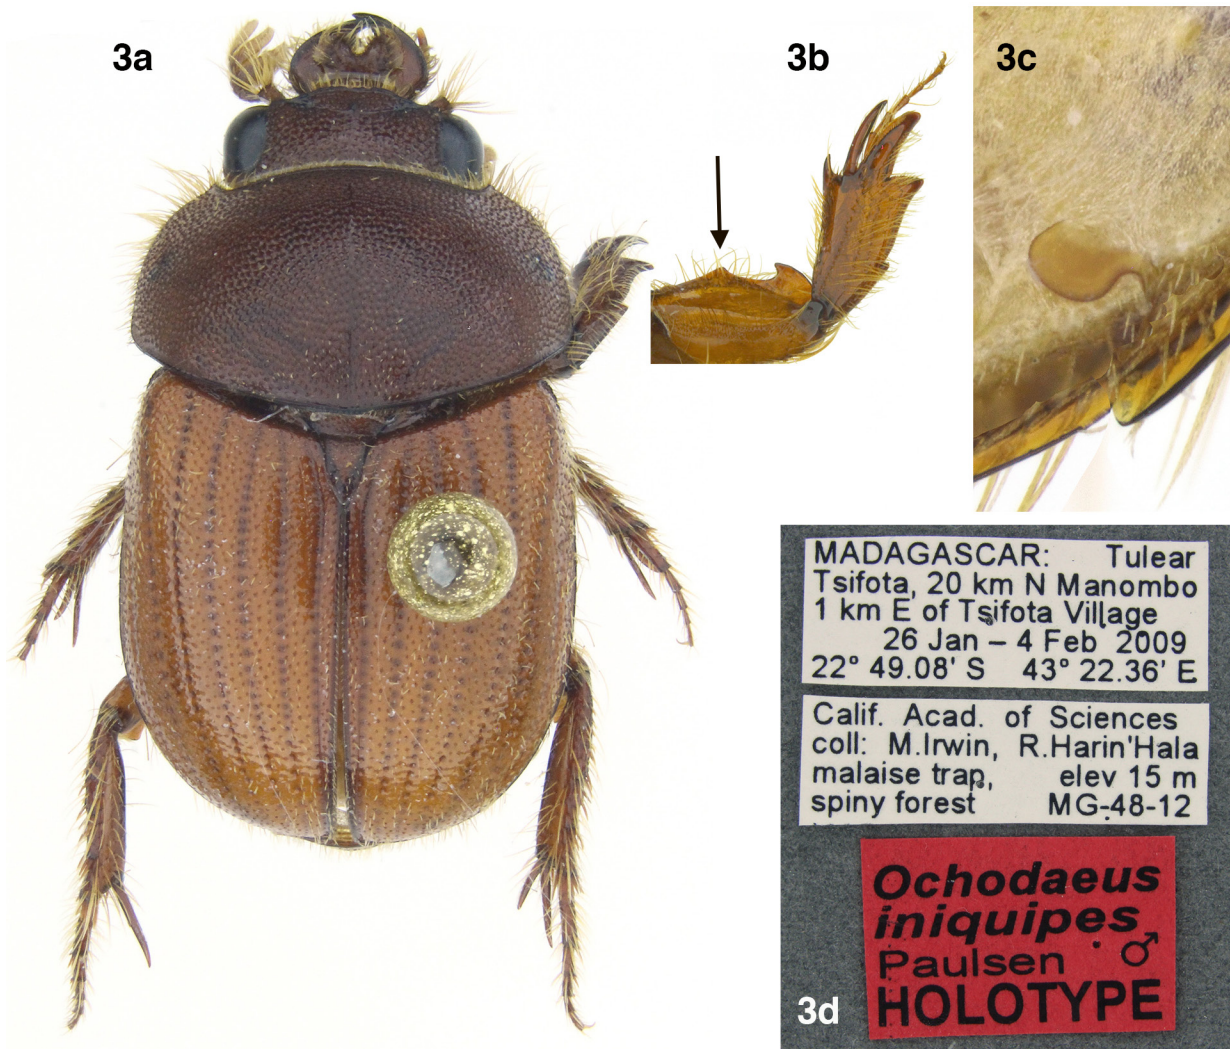 3a
3b
3c
MADAGASCAR: Tulear
Tsifota, 20 km N Manombo
1 km E of Tsifota Village
26 Jan – 4 Feb 2009
22° 49.08' S 43° 22.36' E
Calif. Acad. of Sciences
coll: M.Irwin, R.Harin'Hala
malaise trap, elev 15 m
spiny forest MG-48-12
Ochodaeus
iniquipes ♂
Paulsen
HOLOTYPE
3d